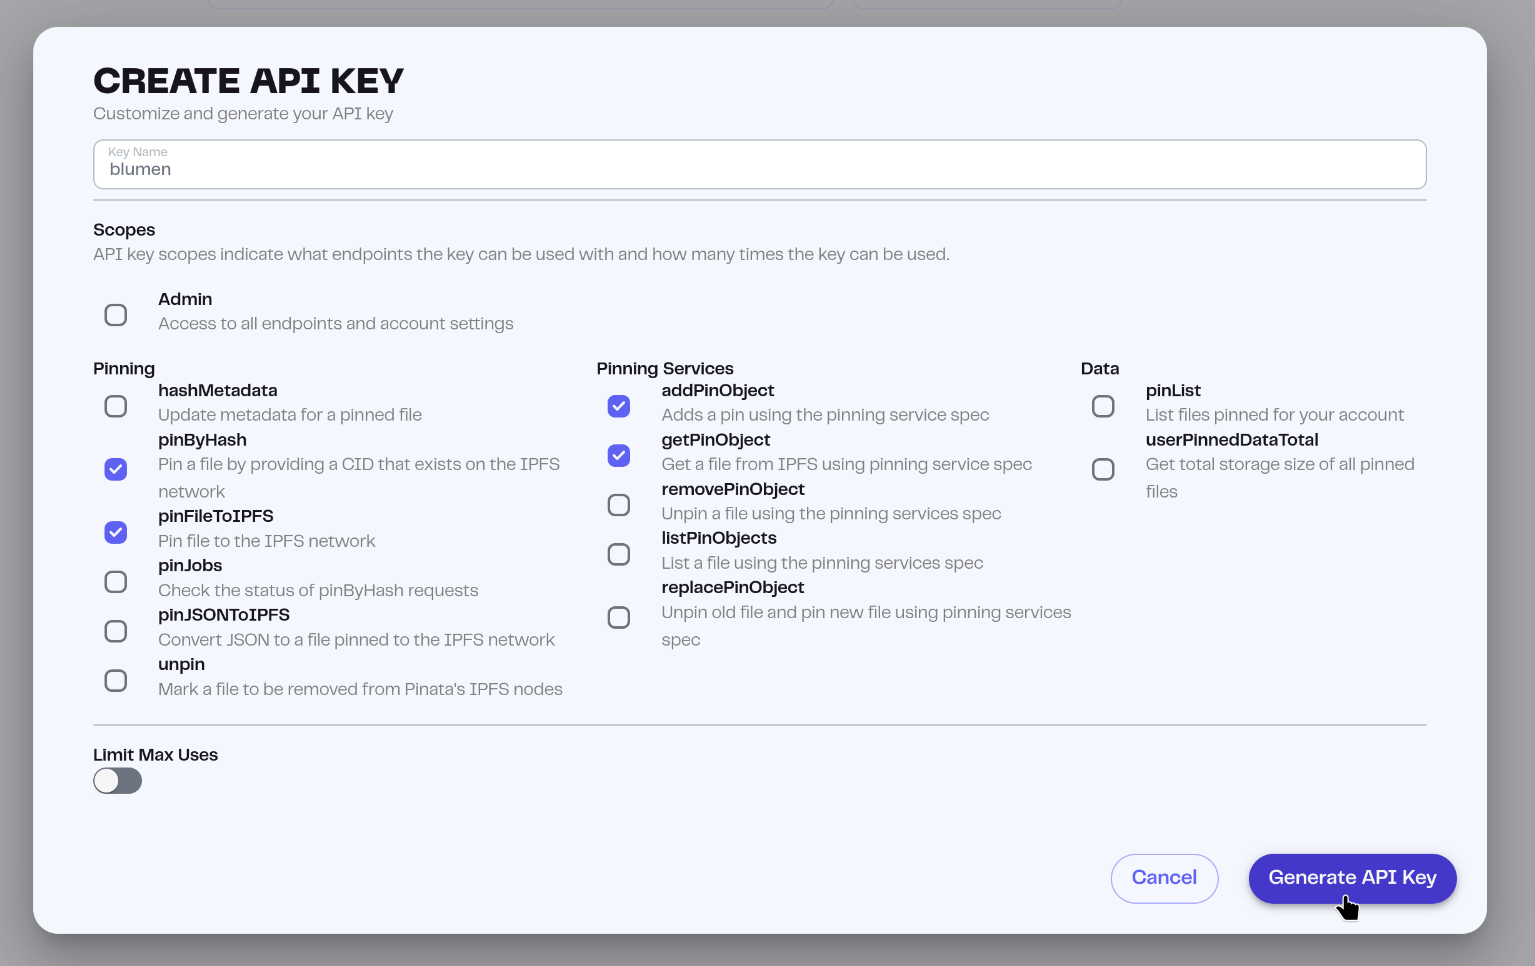 CREATE API KEY
Customize and generate your API key
Key Name
blumen
Scopes
API key scopes indicate what endpoints the key can be used with and how many times the key can be used.
Admin
Access to all endpoints and account settings
Pinning
hashMetadata
Update metadata for a pinned file
pinByHash
Pin a file by providing a CID that exists on the IPFS
network
pinFileToIPFS
Pin file to the IPFS network
pinJobs
Check the status of pinByHash requests
pinJSONToIPFS
Convert JSON to a file pinned to the IPFS network
unpin
Mark a file to be removed from Pinata's IPFS nodes
Pinning Services
addPinObject
Adds a pin using the pinning service spec
getPinObject
Get a file from IPFS using pinning service spec
removePinObject
Unpin a file using the pinning services spec
listPinObjects
List a file using the pinning services spec
replacePinObject
Unpin old file and pin new file using pinning services
spec
Data
pinList
List files pinned for your account
userPinnedDataTotal
Get total storage size of all pinned
files
Limit Max Uses
Cancel
Generate API Key